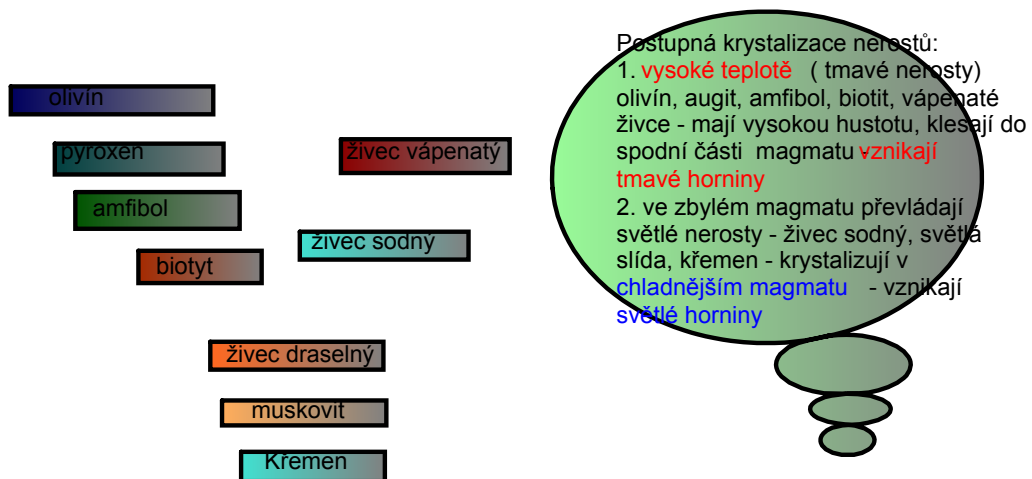 olivín
pyroxen
živec vápenatý
amfibol
živec sodný
biotyt
živec draselný
muskovit
Křemen
Postupná krystalizace nerostů:
1. vysoké teplotě ( tmavé nerosty)
olivín, augit, amfibol, biotit, vápenaté
živce - mají vysokou hustotu, klesají do
spodní části magmatu - vznikají
tmavé horniny
2. ve zbylém magmatu převládají
světlé nerosty - živec sodný, světlá
slída, křemen - krystalizují v
chladnějším magmatu - vznikají
světlé horniny